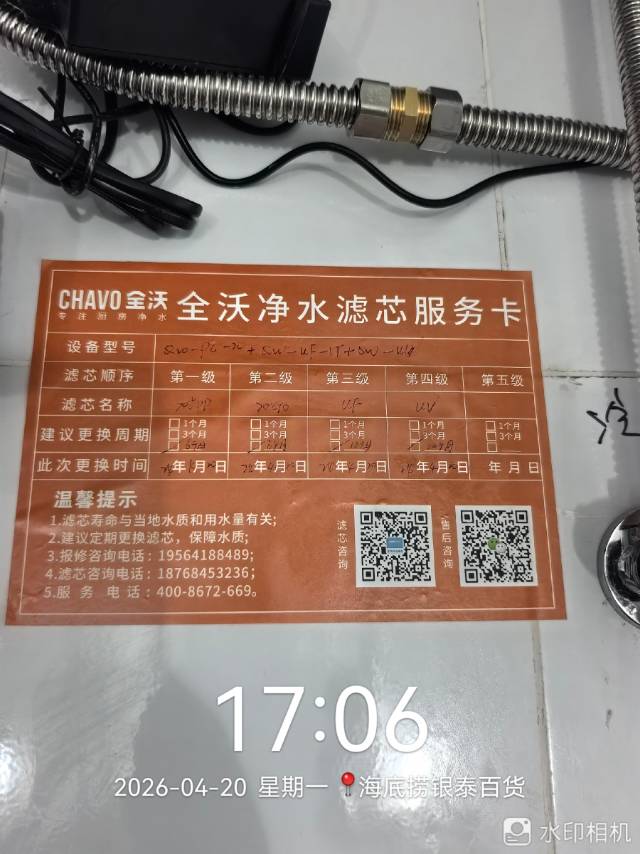 CHAVO 全沃
专注厨房净水
全沃净水滤芯服务卡
设备型号
滤芯顺序 第一级 第二级 第三级 第四级 第五级
滤芯名称 UF UV
建议更换周期 1个月 1个月 1个月 1个月 1个月
3个月 3个月 3个月 3个月 3个月
此次更换时间 年 月 日 年 月 日 年 月 日 年 月 日 年 月 日
温馨提示
1.滤芯寿命与当地水质和用水量有关;
2.建议定期更换滤芯，保障水质;
3.报修咨询电话：19564188489;
4.滤芯咨询电话：18768453236;
5.服务电话：400-8672-669。
滤芯咨询
售后咨询
17:06
2026-04-20 星期一 海底捞银泰百货
水印相机